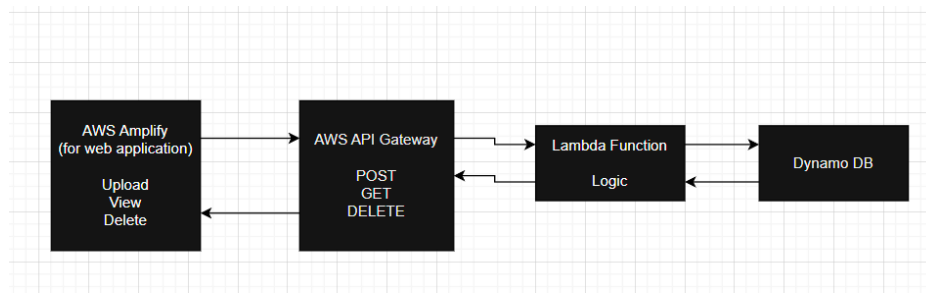 AWS Amplify
(for web application)
Upload
View
Delete
AWS API Gateway
POST
GET
DELETE
Lambda Function
Logic
Dynamo DB